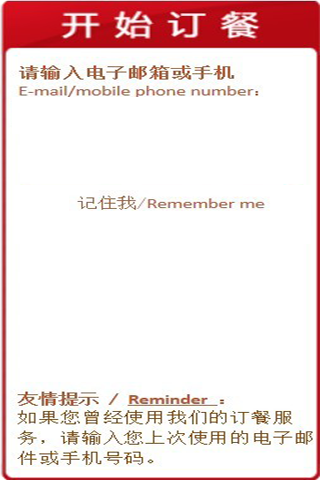 开始订餐
请输入电子邮箱或手机
E-mail/mobile phone number：
记住我/Remember me
友情提示 / Reminder ：
如果您曾经使用我们的订餐服
务，请输入您上次使用的电子邮
件或手机号码。